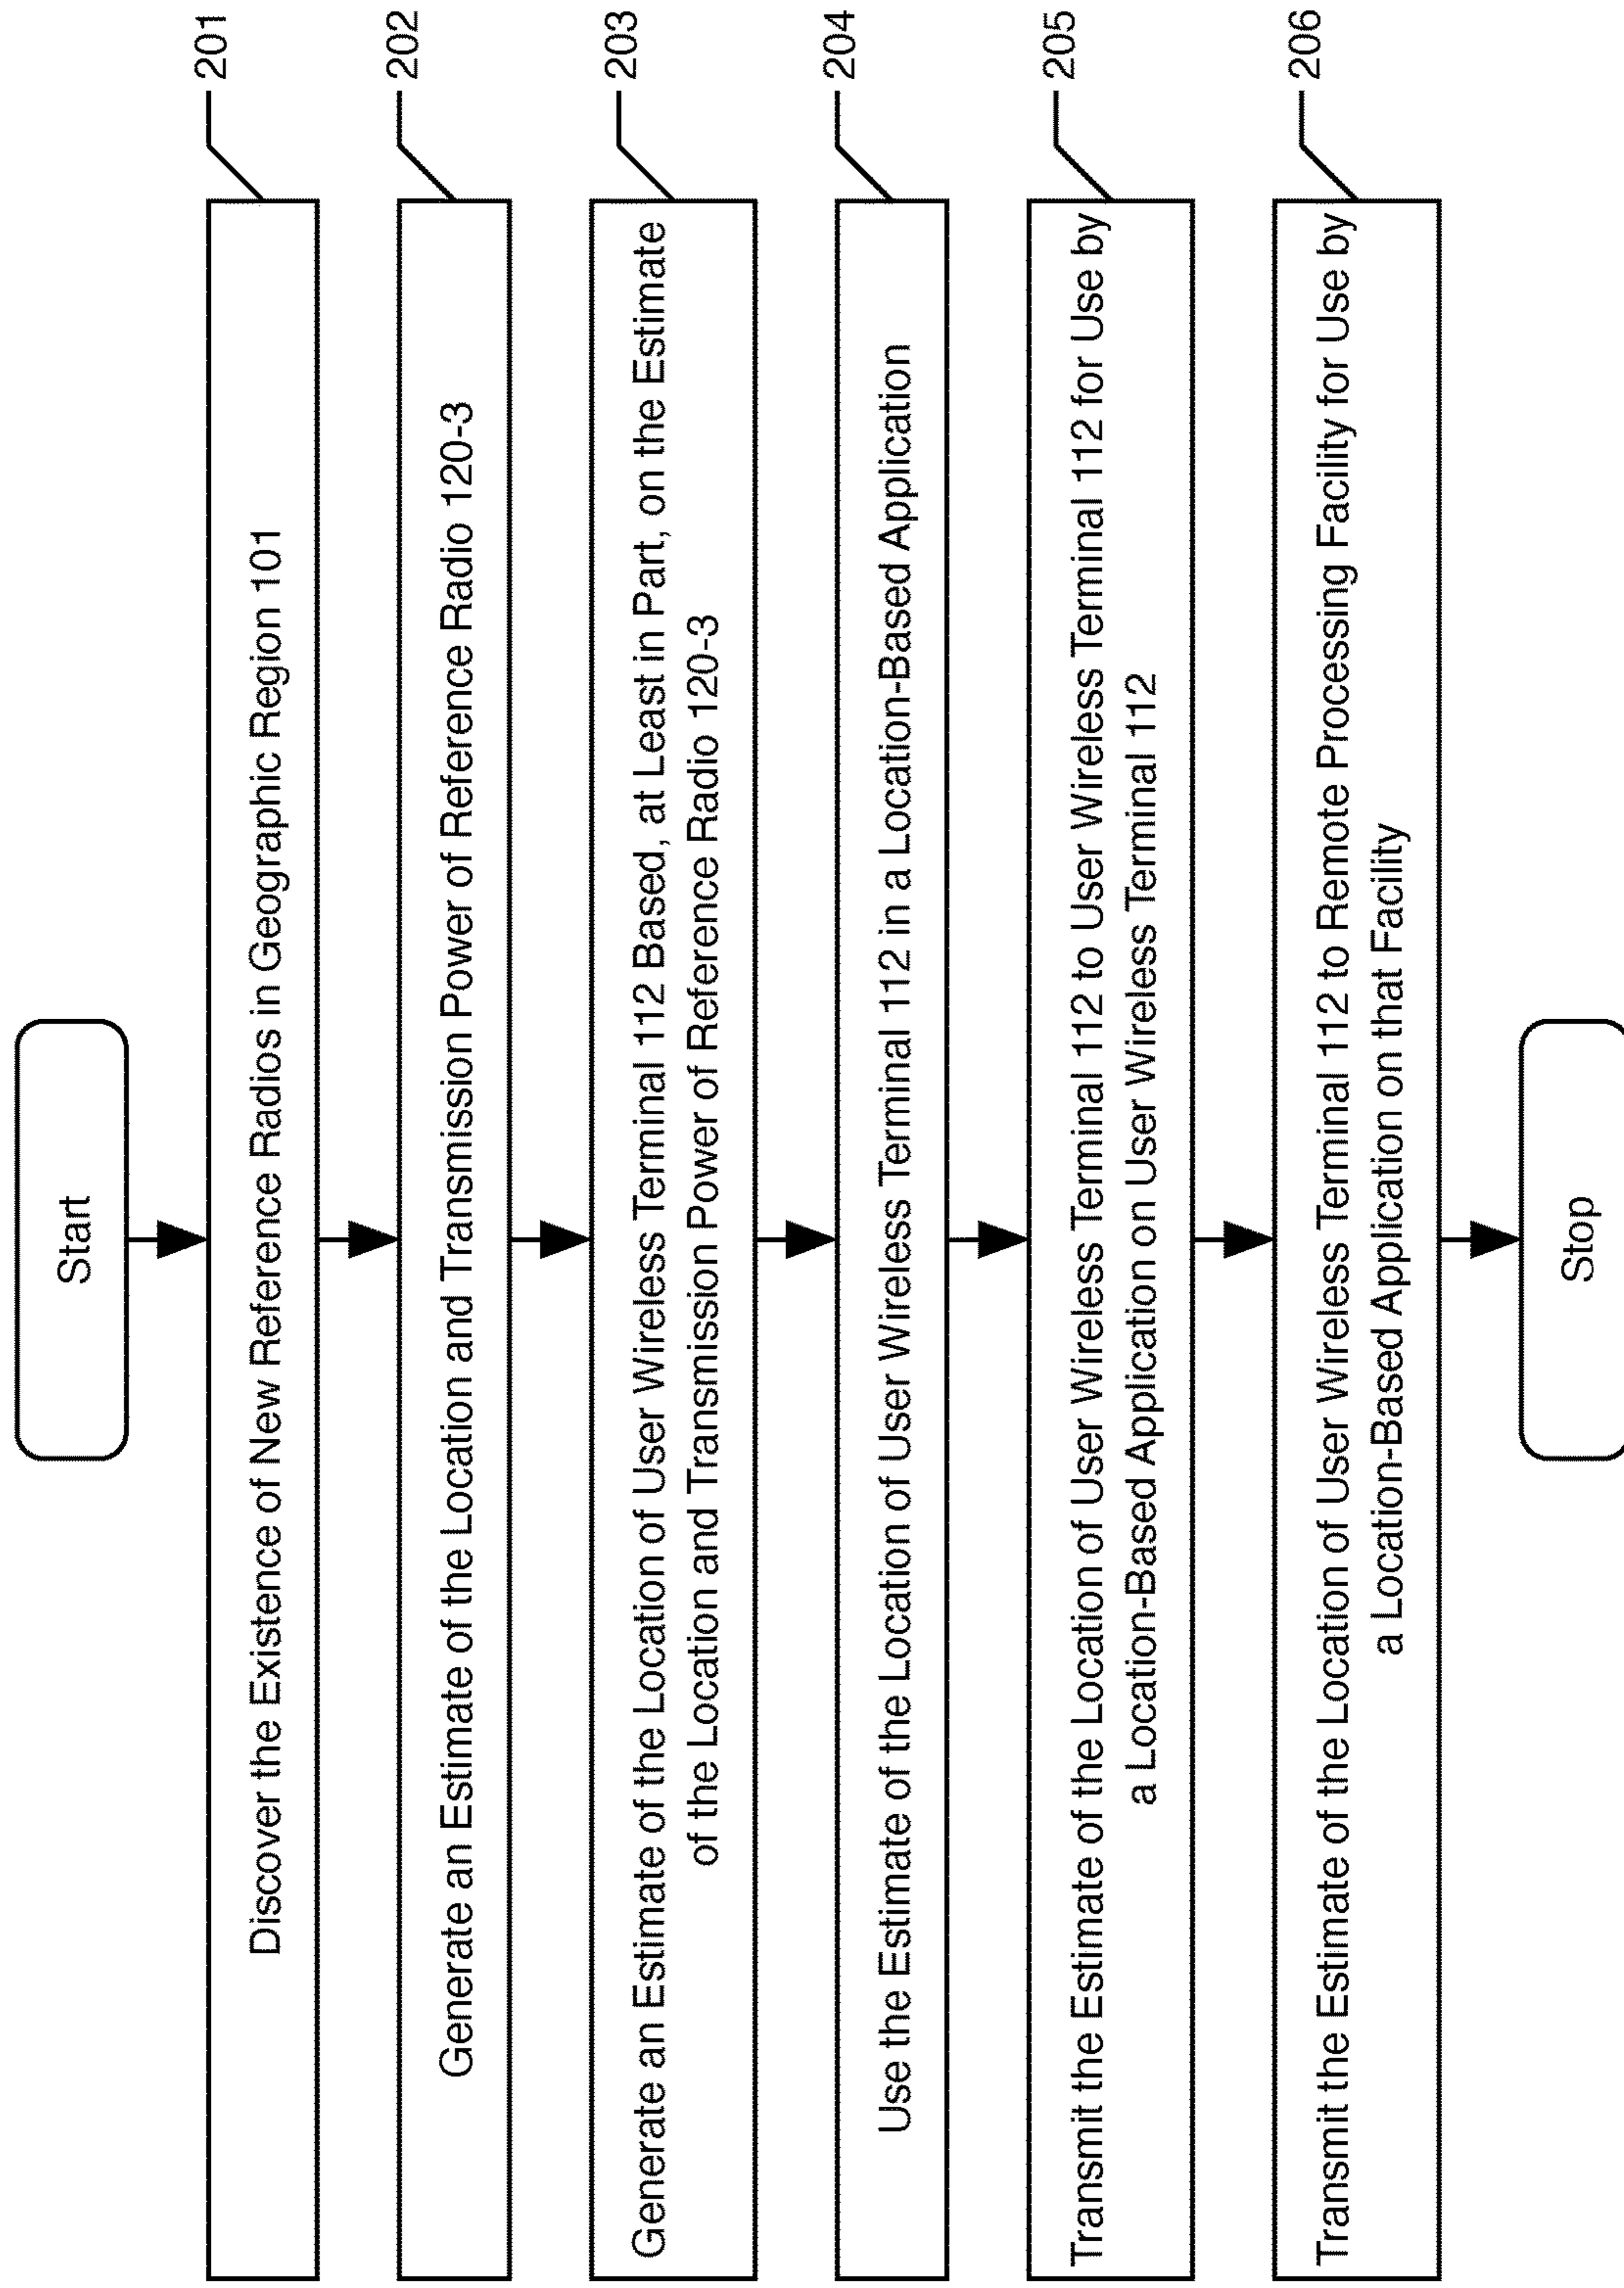 Start
Discover the Existence of New Reference Radios in Geographic Region 101
201
Generate an Estimate of the Location and Transmission Power of Reference Radio 120-3
202
Generate an Estimate of the Location of User Wireless Terminal 112 Based, at Least in Part, on the Estimate
of the Location and Transmission Power of Reference Radio 120-3
203
Use the Estimate of the Location of User Wireless Terminal 112 in a Location-Based Application
204
Transmit the Estimate of the Location of User Wireless Terminal 112 to User Wireless Terminal 112 for Use by
a Location-Based Application on User Wireless Terminal 112
205
Transmit the Estimate of the Location of User Wireless Terminal 112 to Remote Processing Facility for Use by
a Location-Based Application on that Facility
206
Stop